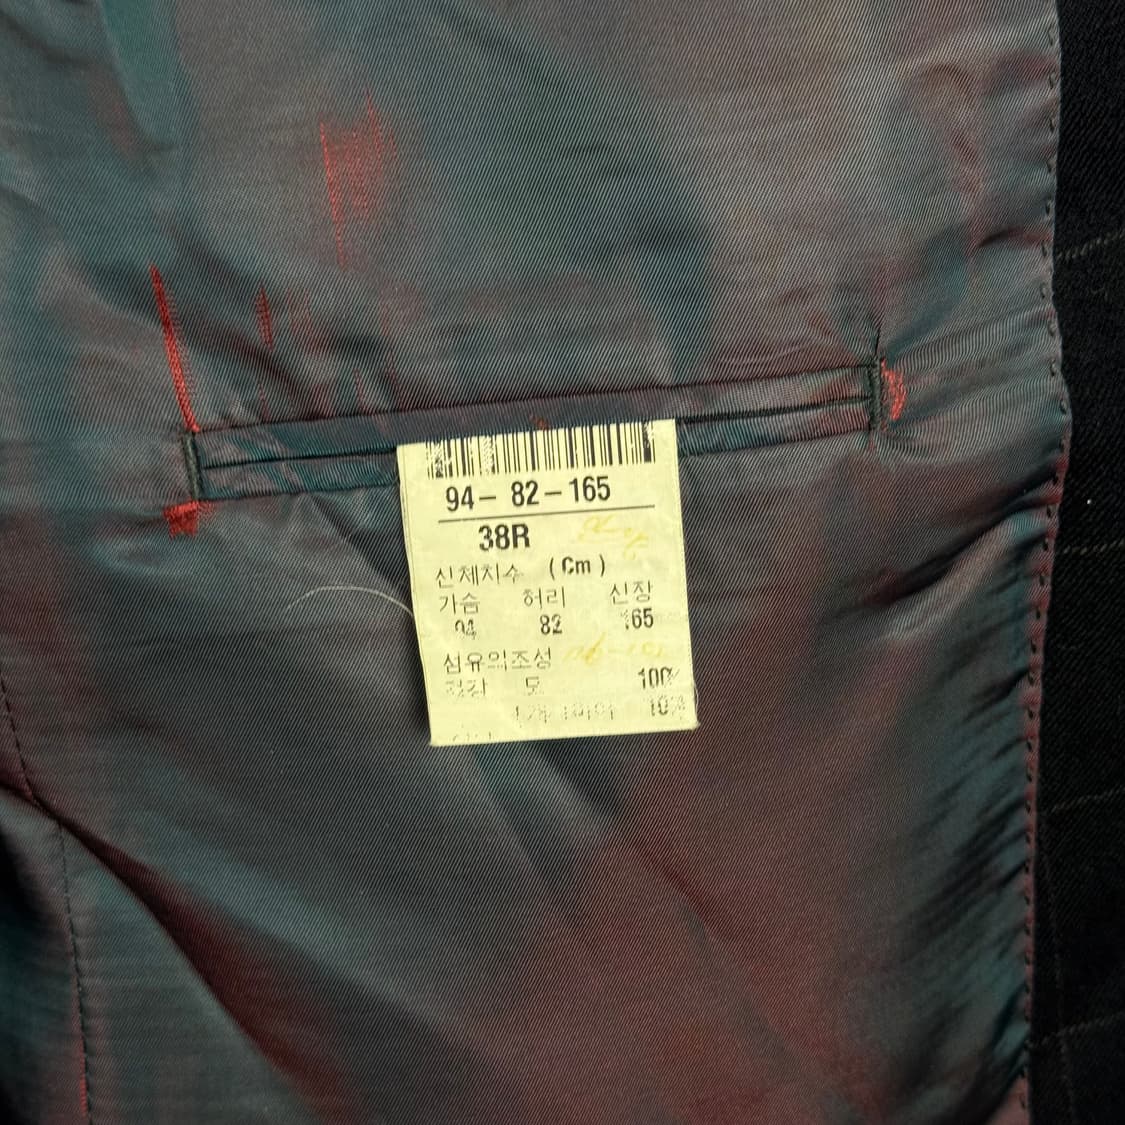 94- 82-165
38R
신체치수 (Cm)
가슴 허리 신장
94 82 165
섬유의조성
겉감 모 100%